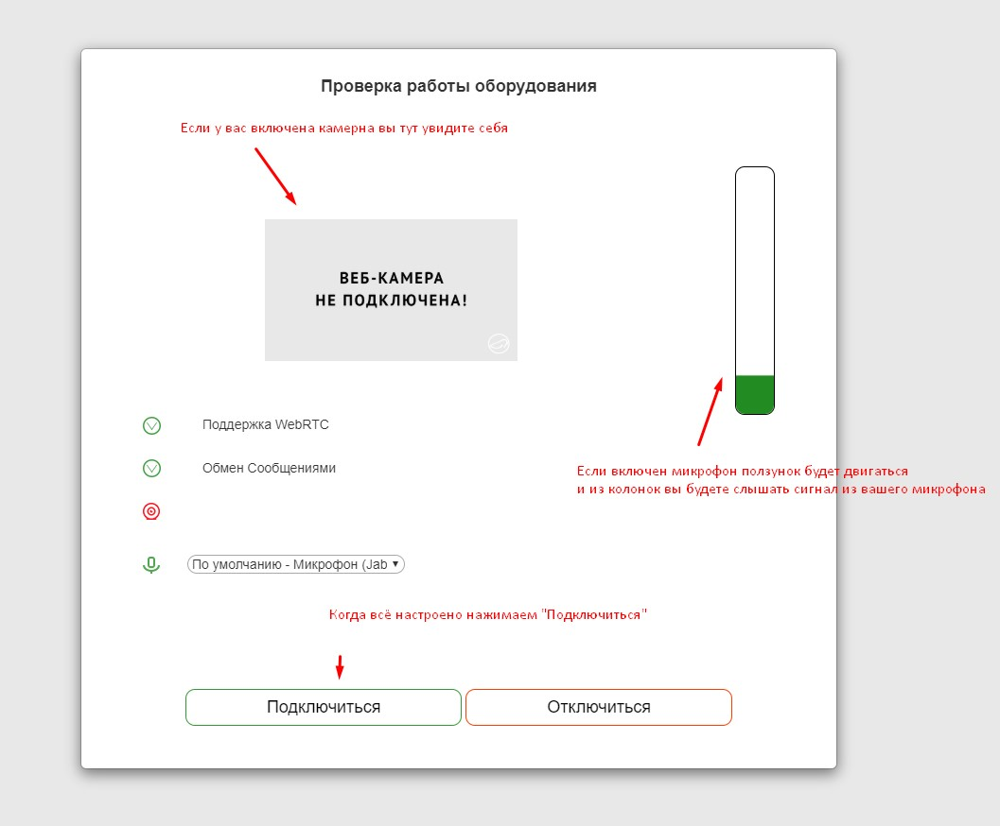 Проверка работы оборудования
Если у вас включена камерна вы тут увидите себя
ВЕБ-КАМЕРА
НЕ ПОДКЛЮЧЕНА!
Поддержка WebRTC
Обмен Сообщениями
Если включен микрофон ползунок будет двигаться
и из колонок вы будете слышать сигнал из вашего микрофона
По умолчанию - Микрофон (Jab
Когда всё настроено нажимаем "Подключиться"
Подключиться
Отключиться